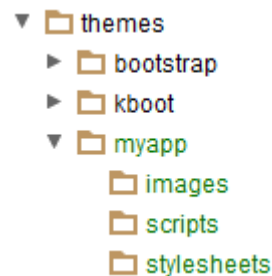 themes
bootstrap
kboot
myapp
images
scripts
stylesheets